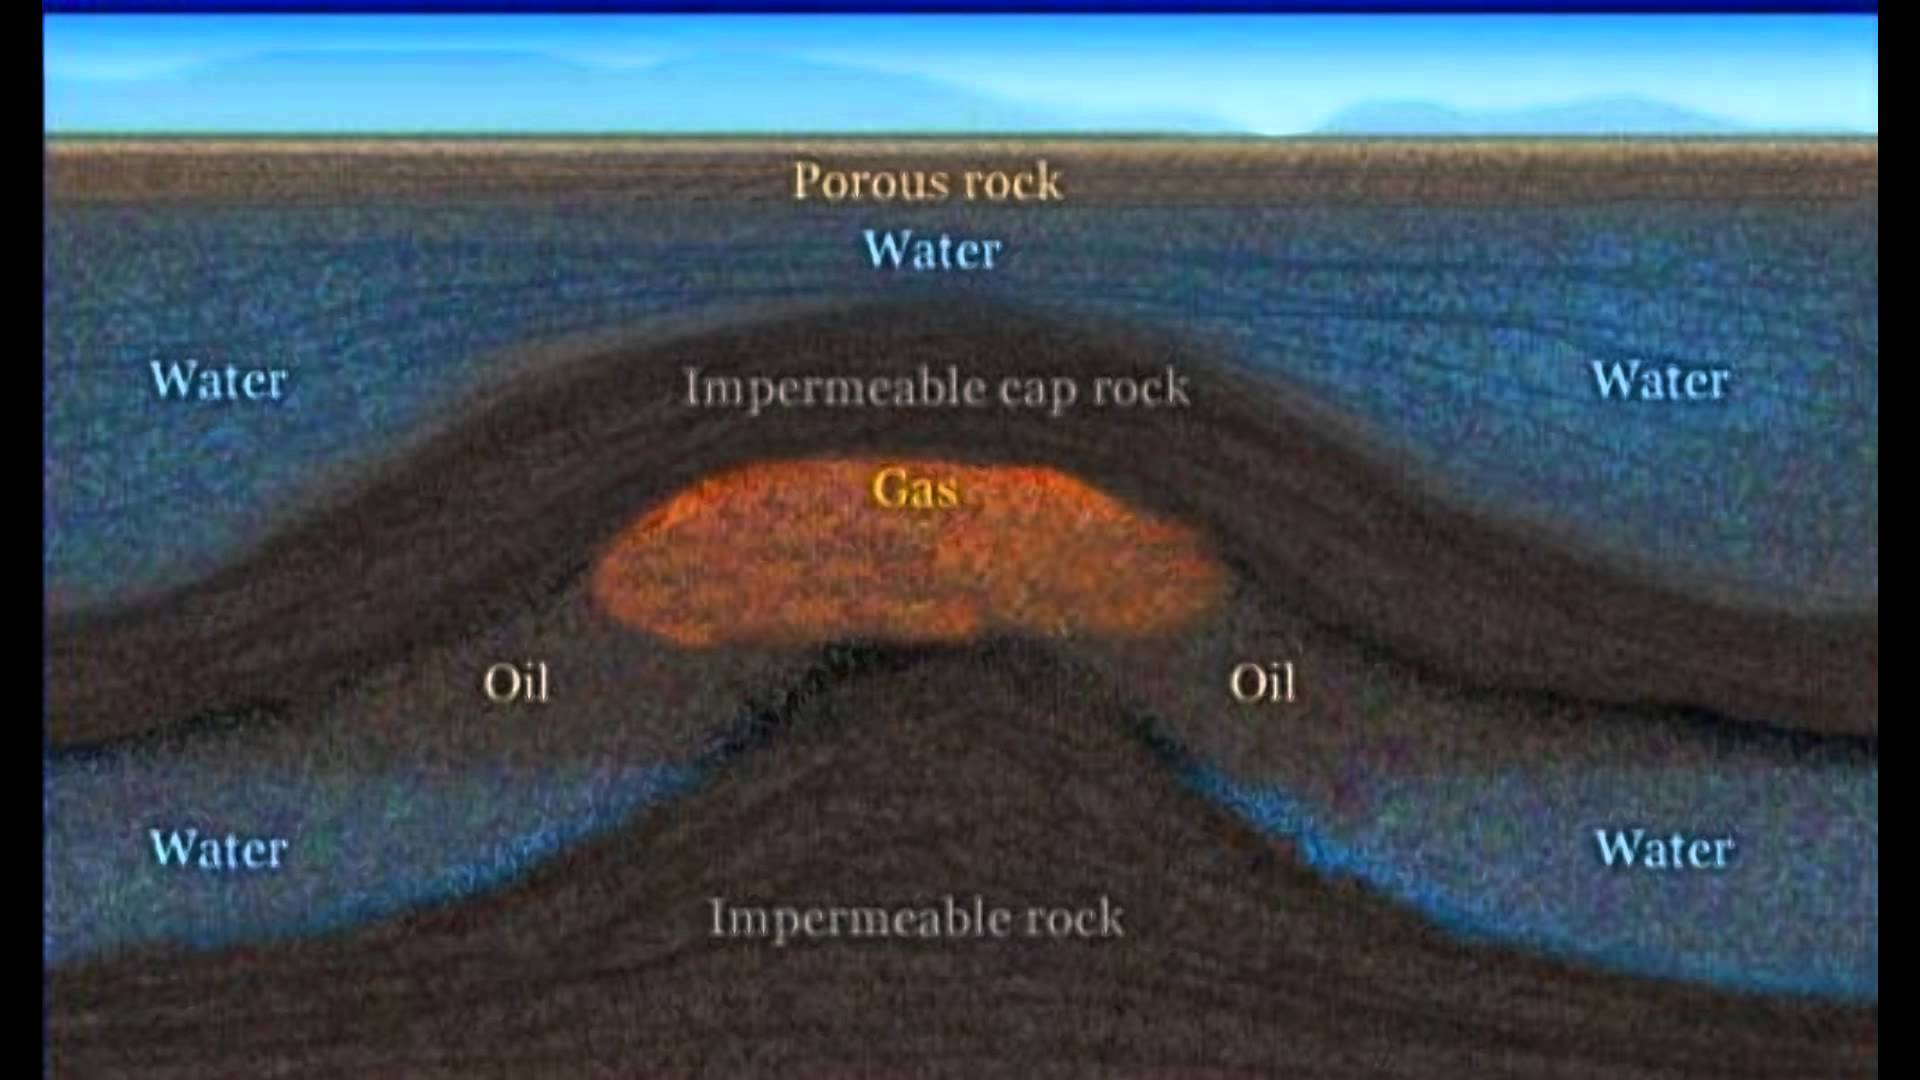 Porous rock
Water
Water
Water
Impermeable cap rock
Gas
Oil
Oil
Water
Water
Impermeable rock